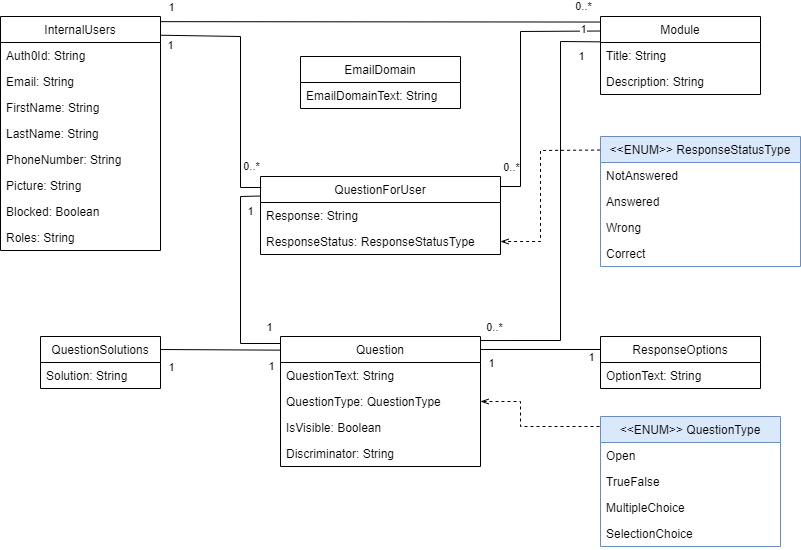 1
0..*
InternalUsers
Auth0Id: String
Email: String
FirstName: String
LastName: String
PhoneNumber: String
Picture: String
Blocked: Boolean
Roles: String
1
0..*
EmailDomain
EmailDomainText: String
Module
Title: String
Description: String
1
1
0..*
QuestionForUser
Response: String
ResponseStatus: ResponseStatusType
1
<<ENUM>> ResponseStatusType
NotAnswered
Answered
Wrong
Correct
1
0..*
QuestionSolutions
Solution: String
1
1
Question
QuestionText: String
QuestionType: QuestionType
IsVisible: Boolean
Discriminator: String
1
1
ResponseOptions
OptionText: String
<<ENUM>> QuestionType
Open
TrueFalse
MultipleChoice
SelectionChoice